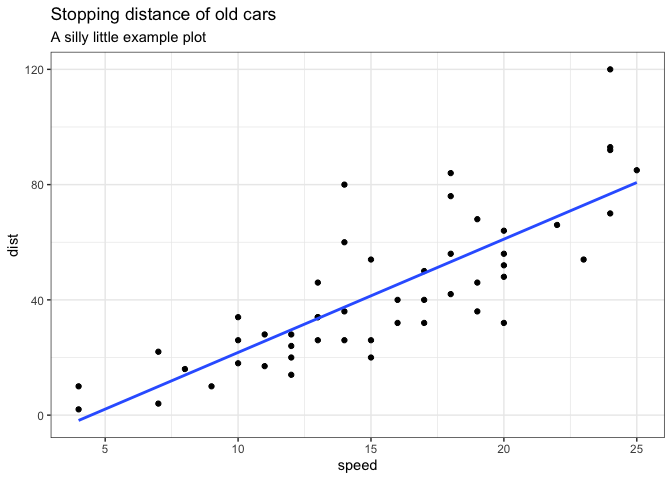 Stopping distance of old cars
A silly little example plot
120
80
40
0
dist
5 10 15 20 25
speed